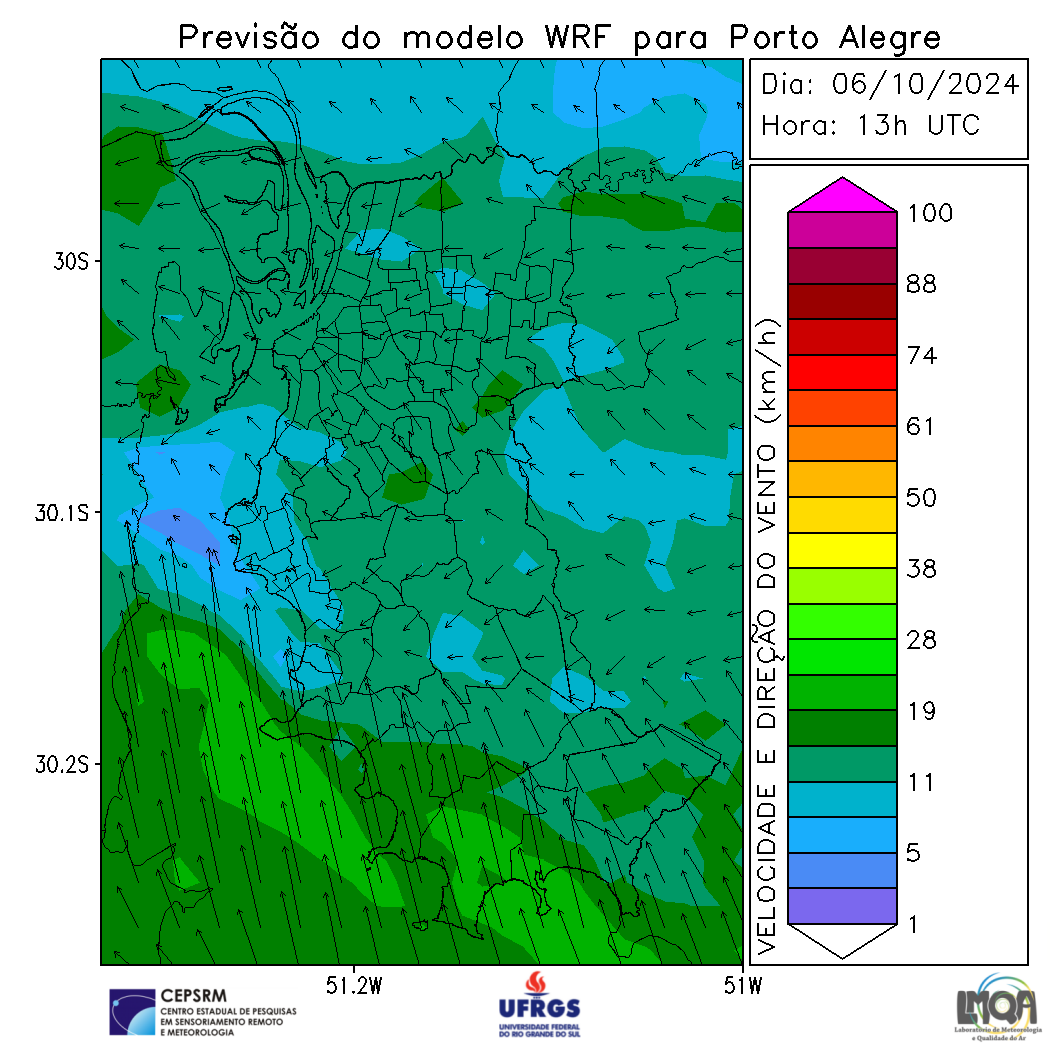 Previsão do modelo WRF para Porto Alegre
Dia: 06/10/2024
Hora: 13h UTC
30S
30.1S
30.2S
51.2W
51W
VELOCIDADE E DIREÇÃO DO VENTO (km/h)
100
88
74
61
50
38
28
19
11
5
1
CEPSRM
CENTRO ESTADUAL DE PESQUISAS
EM SENSORIAMENTO REMOTO
E METEOROLOGIA
UFRGS
UNIVERSIDADE FEDERAL
DO RIO GRANDE DO SUL
LMQA
Laboratório de Meteorologia
e Qualidade do Ar